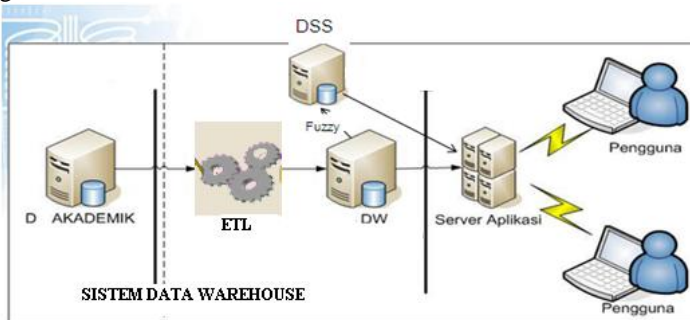 DSS
Fuzzy
Pengguna
D AKADEMIK
ETL
DW
Server Aplikasi
SISTEM DATA WAREHOUSE
Pengguna